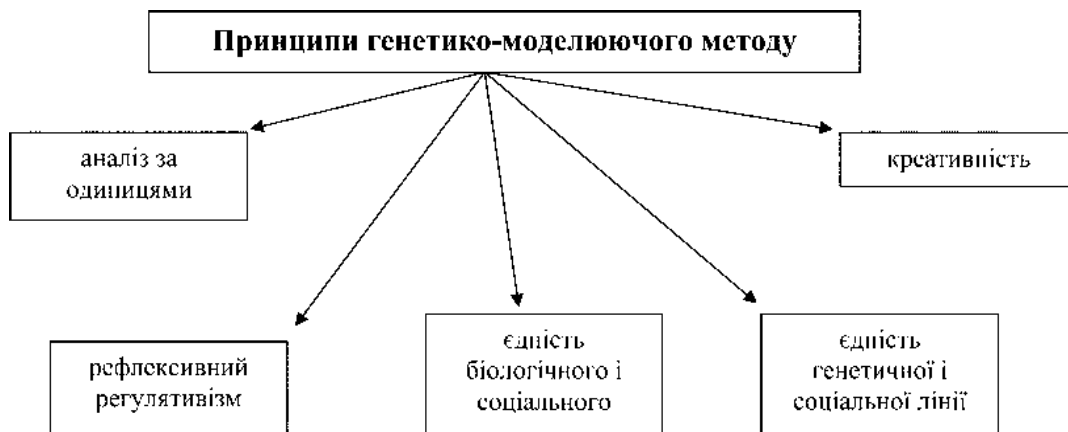 Принципи генетико-моделюючого методу
аналіз за
одиницями
креативність
рефлексивний
регулятивізм
єдність
біологічного і
соціального
єдність
генетичної і
соціальної лінії